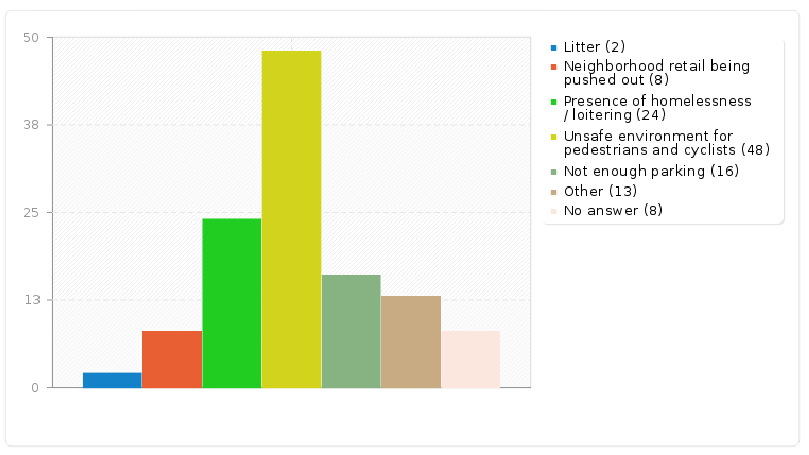 50
38
25
13
0
Litter (2)
Neighborhood retail being
pushed out (8)
Presence of homelessness
/ loitering (24)
Unsafe environment for
pedestrians and cyclists (48)
Not enough parking (16)
Other (13)
No answer (8)